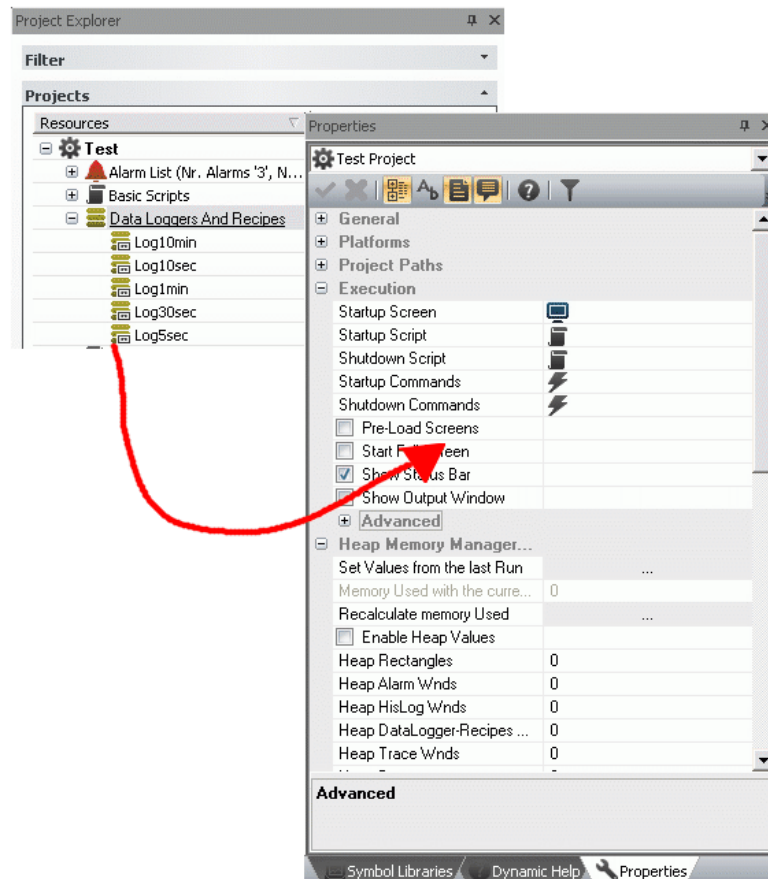 Project Explorer
Filter
Projects
Resources
Test
Alarm List (Nr. Alarms '3', N...
Basic Scripts
Data Loggers And Recipes
Log10min
Log10sec
Log1min
Log30sec
Log5sec
Properties
Test Project
General
Platforms
Project Paths
Execution
Startup Screen
Startup Script
Shutdown Script
Startup Commands
Shutdown Commands
Pre-Load Screens
Start
Show Status Bar
Show Output Window
Advanced
Heap Memory Manager...
Set Values from the last Run ...
Memory Used with the curre... 0
Recalculate memory Used ...
Enable Heap Values
Heap Rectangles 0
Heap Alarm Wnds 0
Heap HisLog Wnds 0
Heap DataLogger-Recipes ... 0
Heap Trace Wnds 0
Advanced
Symbol Libraries Dynamic Help Properties